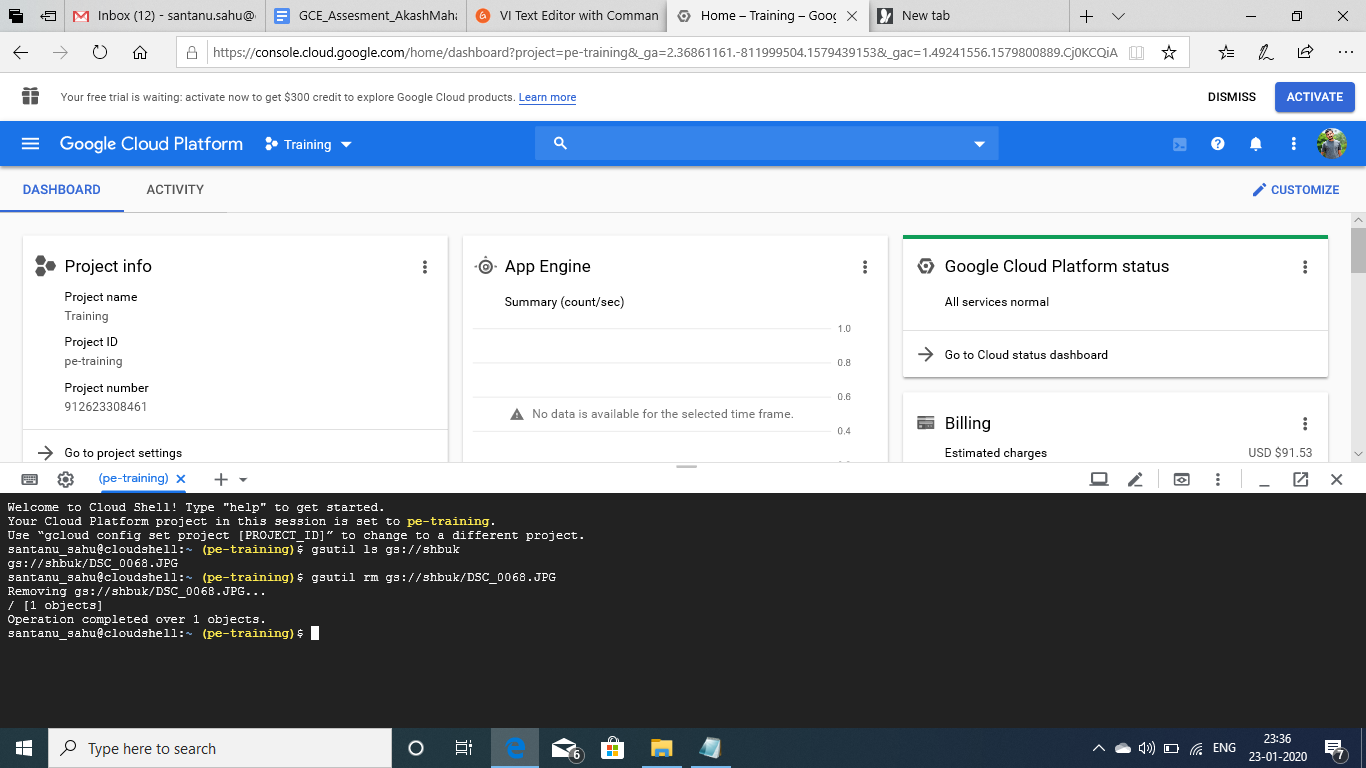 Inbox (12) - santanu.sahu@
GCE_Assesment_AkashMaha
VI Text Editor with Comman
Home – Training – Goog
New tab
https://console.cloud.google.com/home/dashboard?project=pe-training&_ga=2.36861161.-811999504.1579439153&_gac=1.49241556.1579800889.Cj0KCQiA
Your free trial is waiting: activate now to get $300 credit to explore Google Cloud products. Learn more
DISMISS
ACTIVATE
Google Cloud Platform
Training
DASHBOARD
ACTIVITY
CUSTOMIZE
Project info
Project name
Training
Project ID
pe-training
Project number
912623308461
Go to project settings
App Engine
Summary (count/sec)
1.0
0.8
0.6
No data is available for the selected time frame.
0.4
Google Cloud Platform status
All services normal
Go to Cloud status dashboard
Billing
Estimated charges
USD $91.53
(pe-training)
Welcome to Cloud Shell! Type "help" to get started.
Your Cloud Platform project in this session is set to pe-training.
Use “gcloud config set project [PROJECT_ID]” to change to a different project.
santanu_sahu@cloudshell:~ (pe-training)$ gsutil ls gs://shbuk
gs://shbuk/DSC_0068.JPG
santanu_sahu@cloudshell:~ (pe-training)$ gsutil rm gs://shbuk/DSC_0068.JPG
Removing gs://shbuk/DSC_0068.JPG...
/ [1 objects]
Operation completed over 1 objects.
santanu_sahu@cloudshell:~ (pe-training)$
Type here to search
6
ENG
23:36
23-01-2020
7